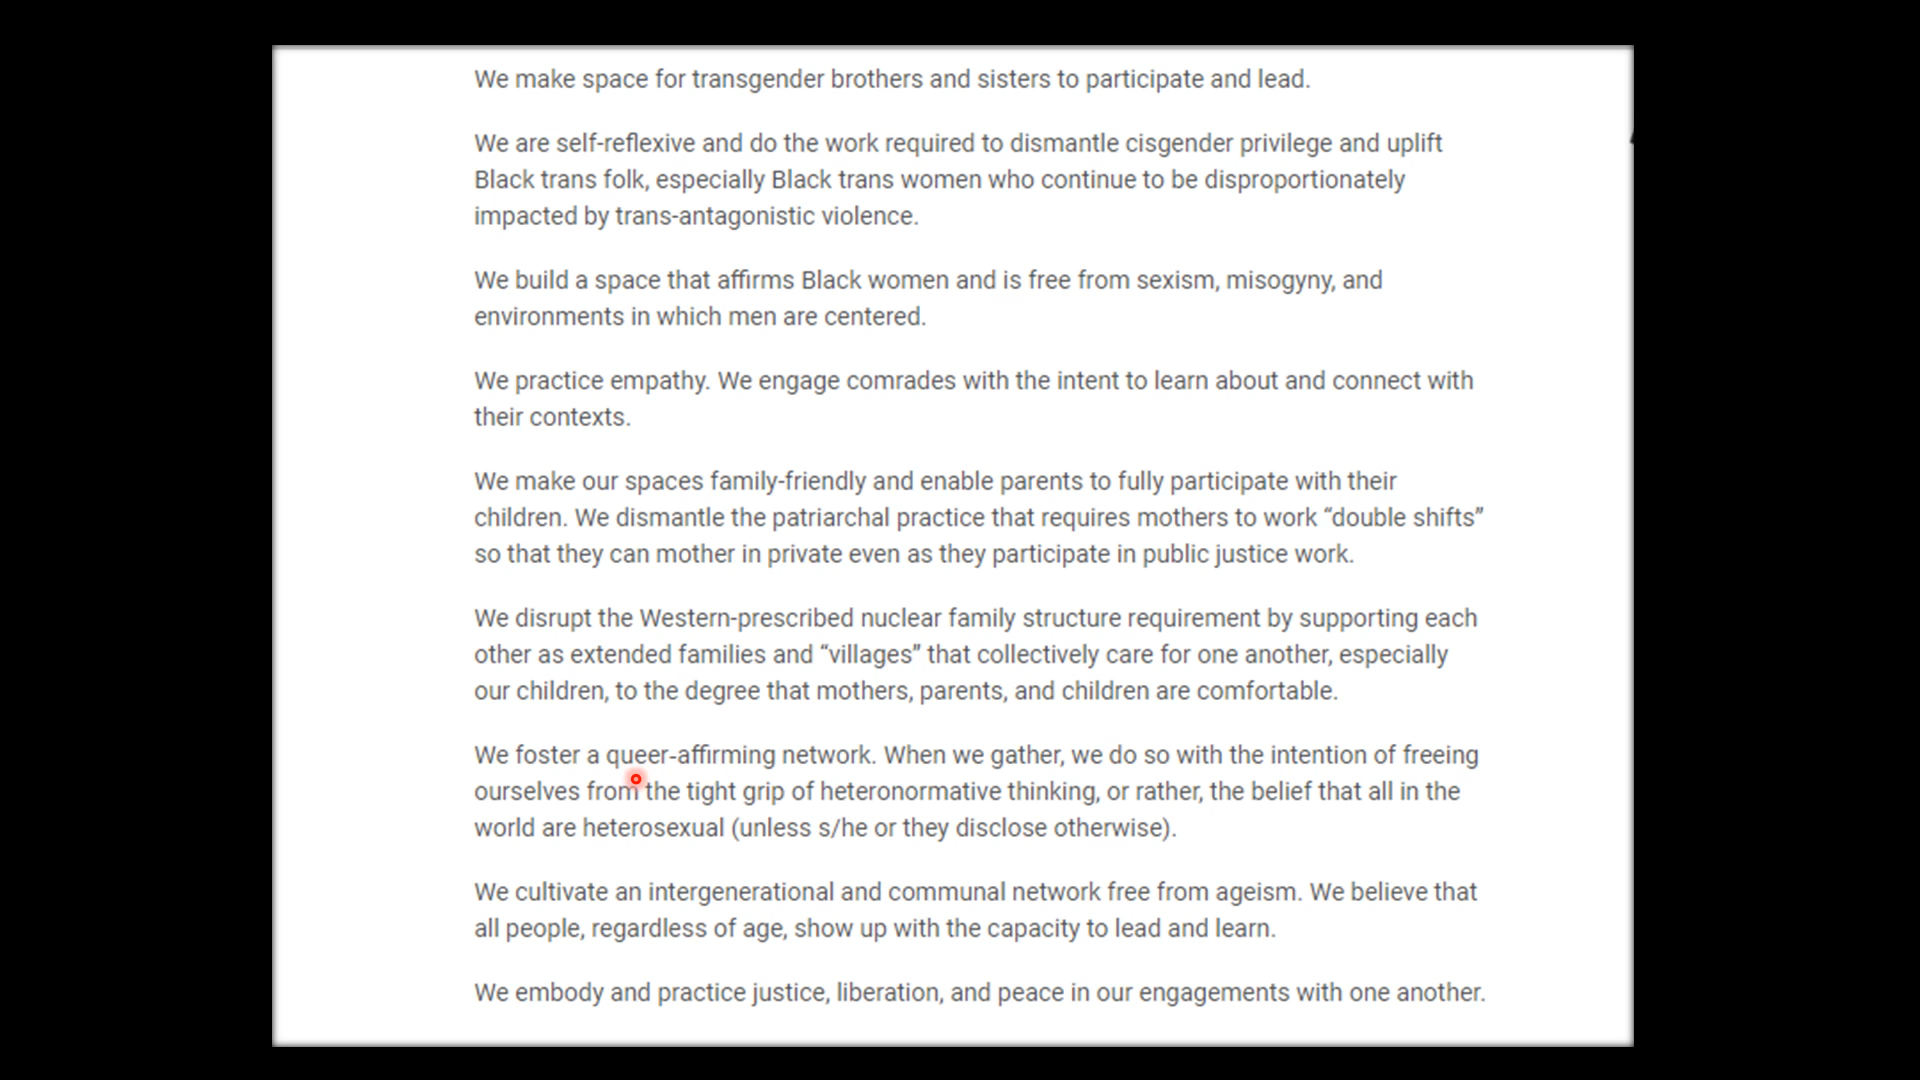 We make space for transgender brothers and sisters to participate and lead.
We are self-reflexive and do the work required to dismantle cisgender privilege and uplift
Black trans folk, especially Black trans women who continue to be disproportionately
impacted by trans-antagonistic violence.
We build a space that affirms Black women and is free from sexism, misogyny, and
environments in which men are centered.
We practice empathy. We engage comrades with the intent to learn about and connect with
their contexts.
We make our spaces family-friendly and enable parents to fully participate with their
children. We dismantle the patriarchal practice that requires mothers to work “double shifts”
so that they can mother in private even as they participate in public justice work.
We disrupt the Western-prescribed nuclear family structure requirement by supporting each
other as extended families and “villages” that collectively care for one another, especially
our children, to the degree that mothers, parents, and children are comfortable.
We foster a queer-affirming network. When we gather, we do so with the intention of freeing
ourselves from the tight grip of heteronormative thinking, or rather, the belief that all in the
world are heterosexual (unless s/he or they disclose otherwise).
We cultivate an intergenerational and communal network free from ageism. We believe that
all people, regardless of age, show up with the capacity to lead and learn.
We embody and practice justice, liberation, and peace in our engagements with one another.